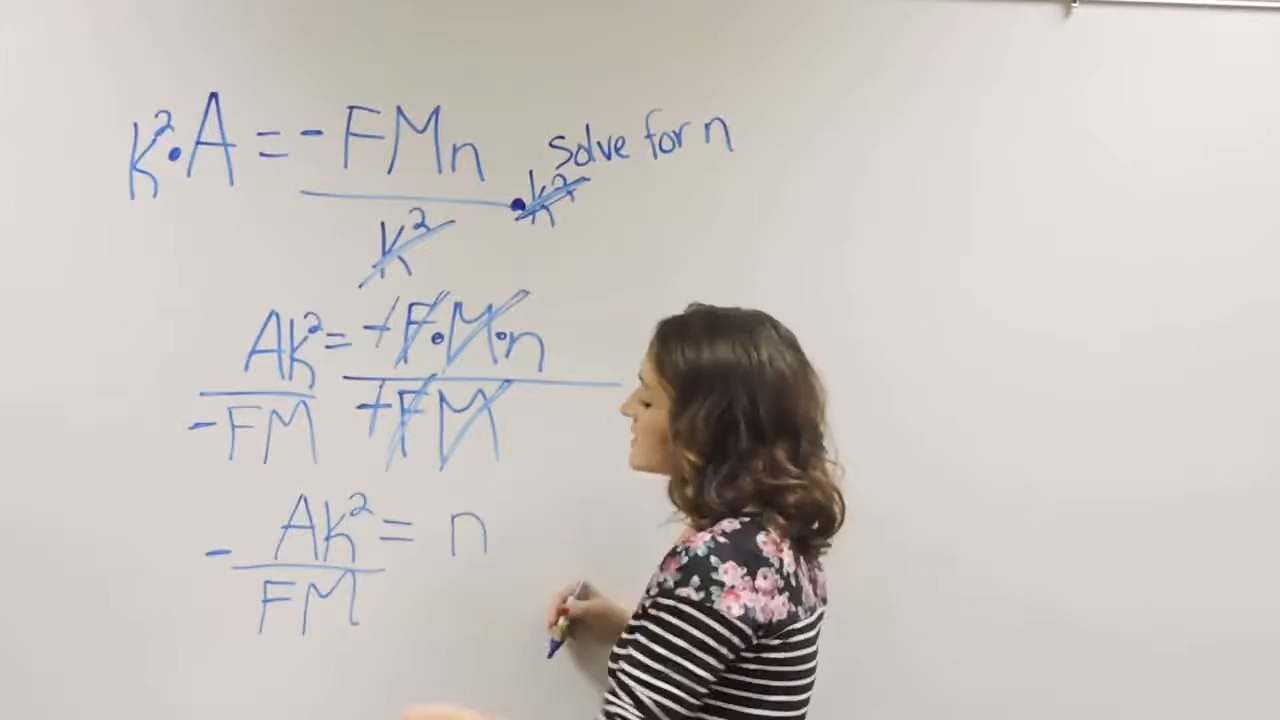 K²·A = -FMn/K² ·K² solve for n
AK²/-FM = -F·M·n/-FM
-AK²/FM = n